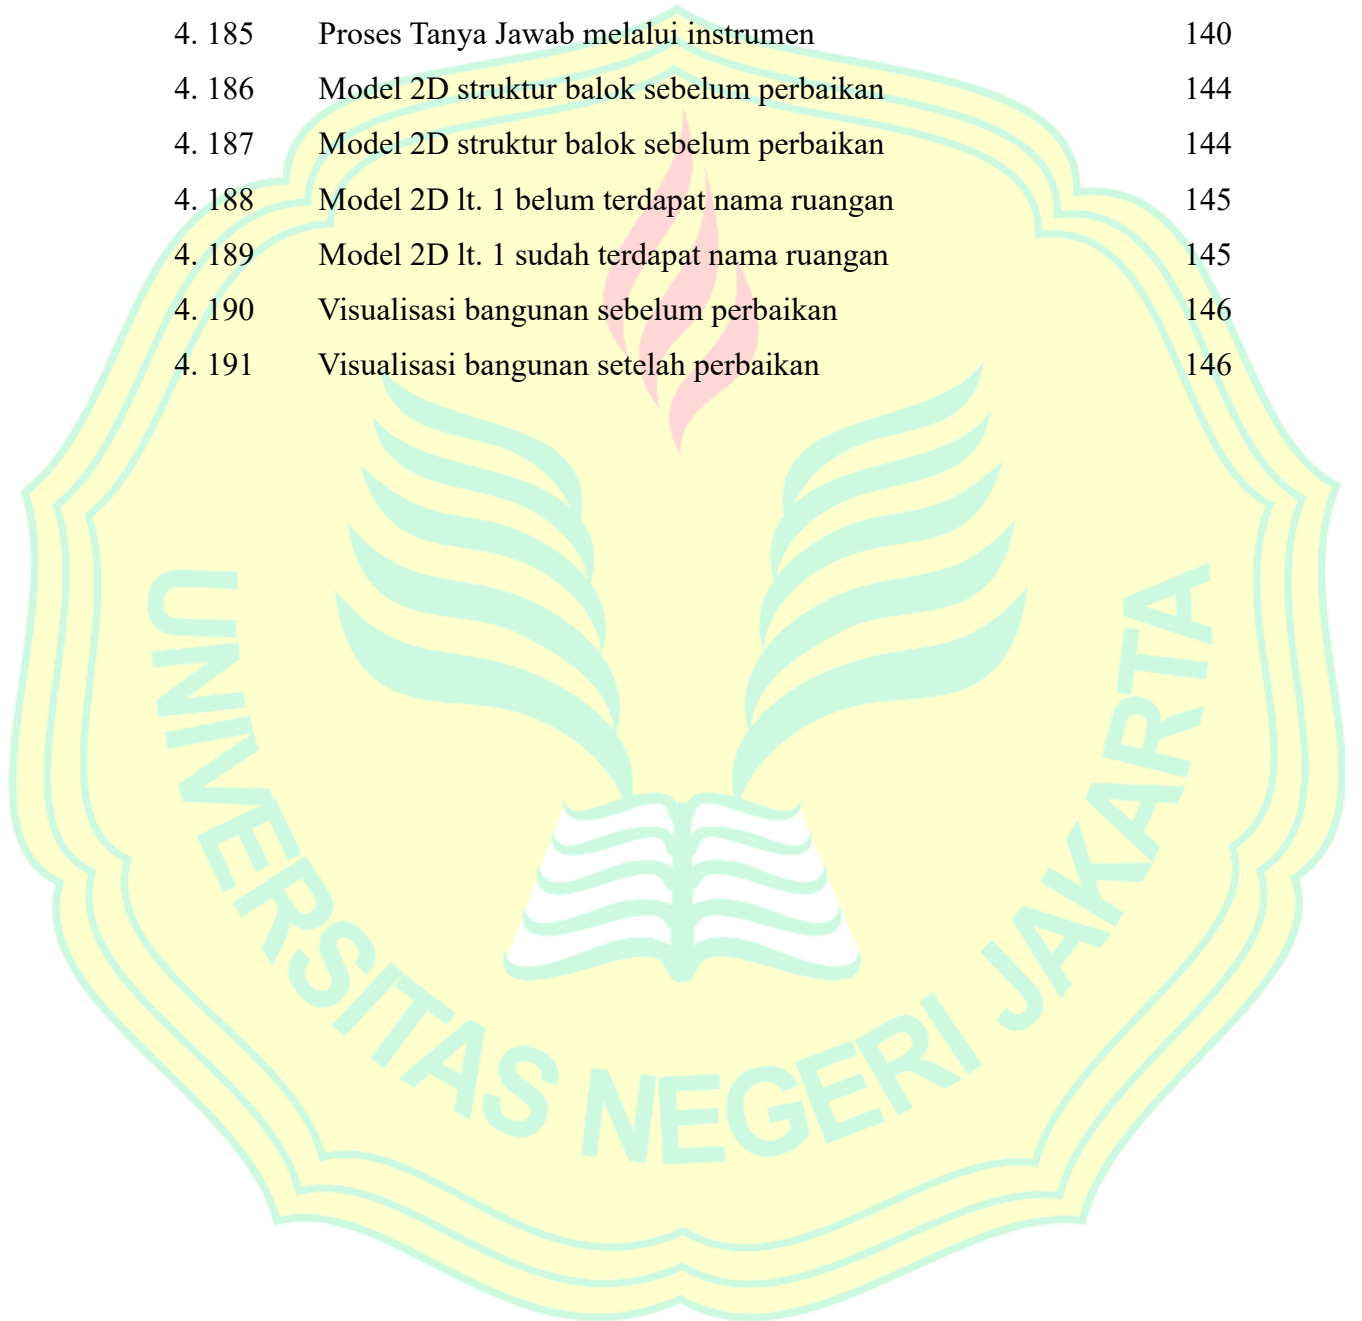 4. 185 Proses Tanya Jawab melalui instrumen 140
4. 186 Model 2D struktur balok sebelum perbaikan 144
4. 187 Model 2D struktur balok sebelum perbaikan 144
4. 188 Model 2D lt. 1 belum terdapat nama ruangan 145
4. 189 Model 2D lt. 1 sudah terdapat nama ruangan 145
4. 190 Visualisasi bangunan sebelum perbaikan 146
4. 191 Visualisasi bangunan setelah perbaikan 146
UNIVERSITAS NEGERI JAKARTA